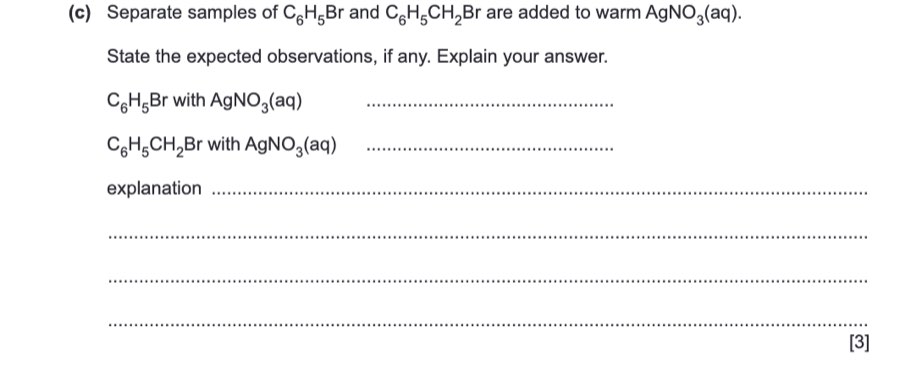 (c) Separate samples of C₆H₅Br and C₆H₅CH₂Br are added to warm AgNO₃(aq).
State the expected observations, if any. Explain your answer.
C₆H₅Br with AgNO₃(aq) ................................................
C₆H₅CH₂Br with AgNO₃(aq) ................................................
explanation ................................................................................................................................
....................................................................................................................................................
....................................................................................................................................................
....................................................................................................................................................
[3]